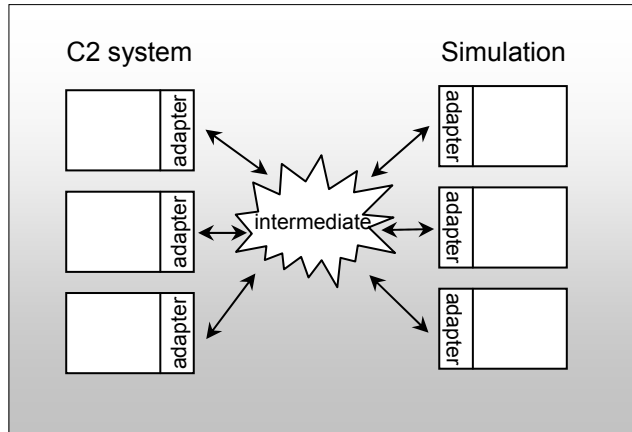 C2 system
Simulation
adapter
adapter
adapter
intermediate
adapter
adapter
adapter